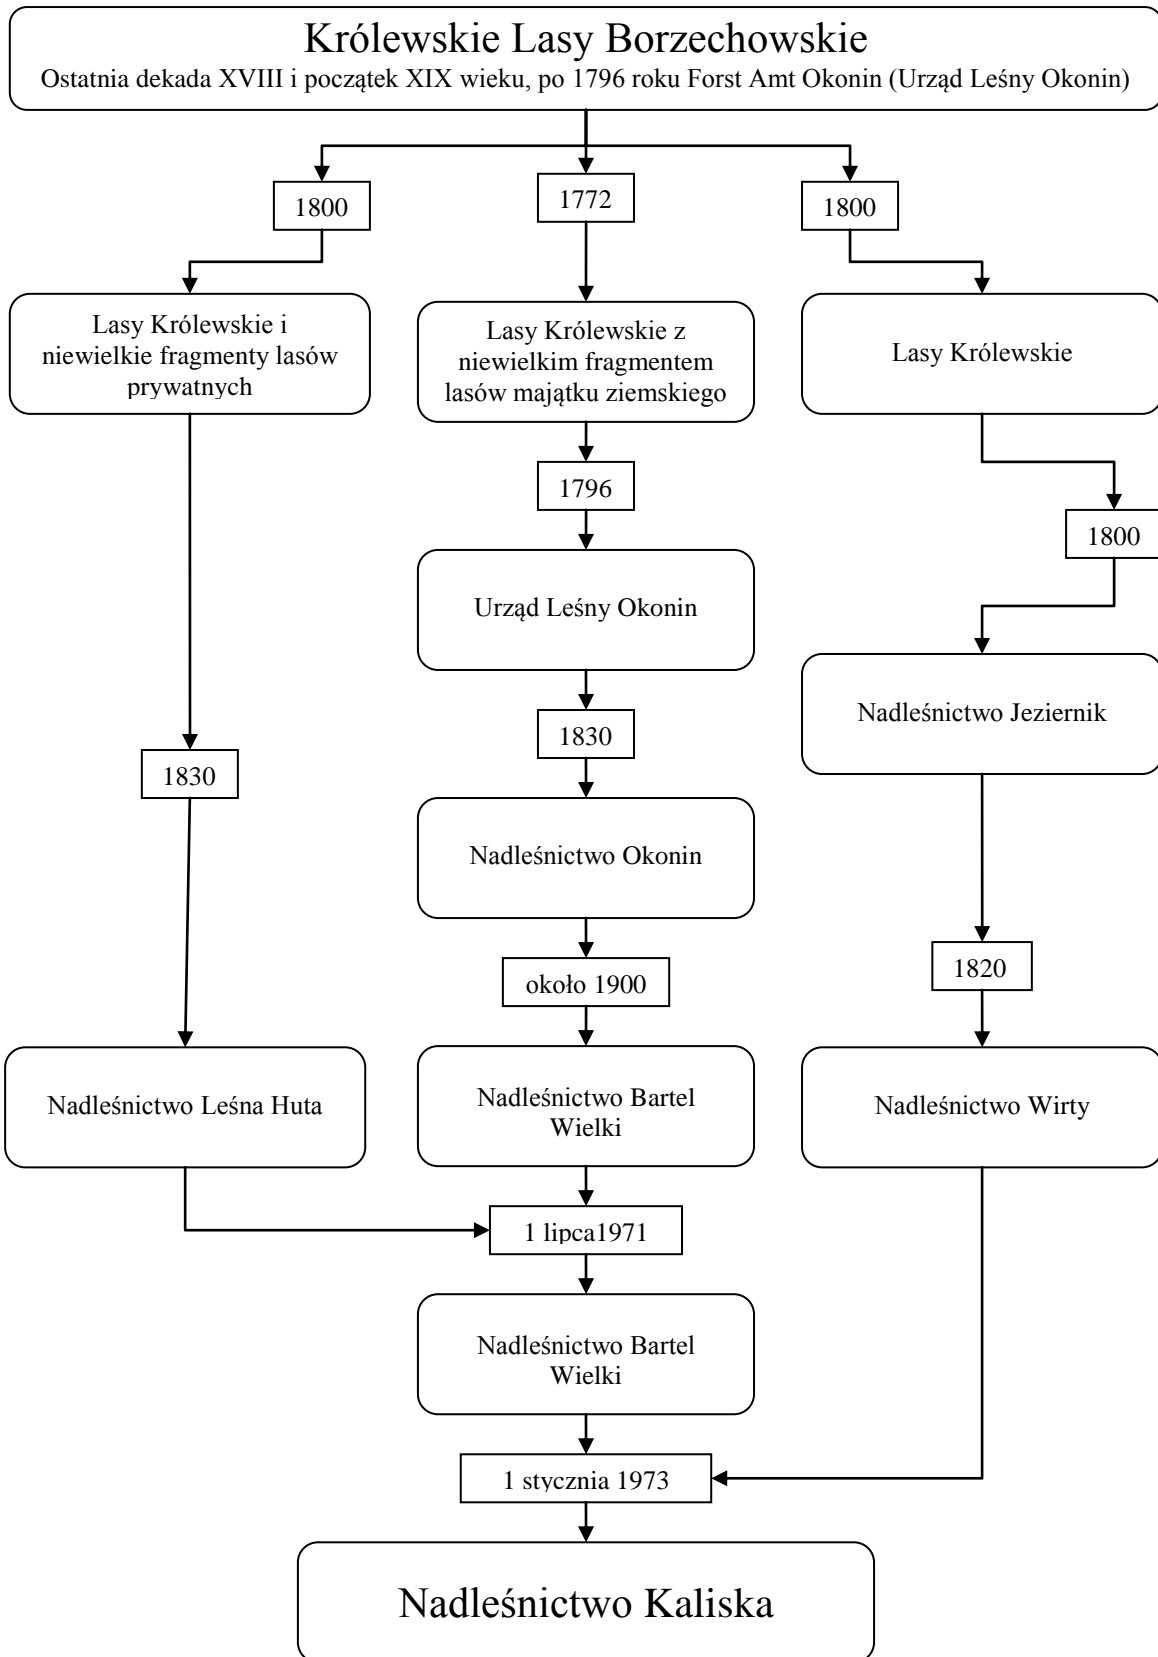 Królewskie Lasy Borzechowskie
Ostatnia dekada XVIII i początek XIX wieku, po 1796 roku Forst Amt Okonin (Urząd Leśny Okonin)
1800
1772
1800
Lasy Królewskie i
niewielkie fragmenty lasów
prywatnych
Lasy Królewskie z
niewielkim fragmentem
lasów majątku ziemskiego
Lasy Królewskie
1796
1800
Urząd Leśny Okonin
Nadleśnictwo Jeziernik
1830
1830
Nadleśnictwo Okonin
około 1900
1820
Nadleśnictwo Leśna Huta
Nadleśnictwo Bartel
Wielki
Nadleśnictwo Wirty
1 lipca1971
Nadleśnictwo Bartel
Wielki
1 stycznia 1973
Nadleśnictwo Kaliska